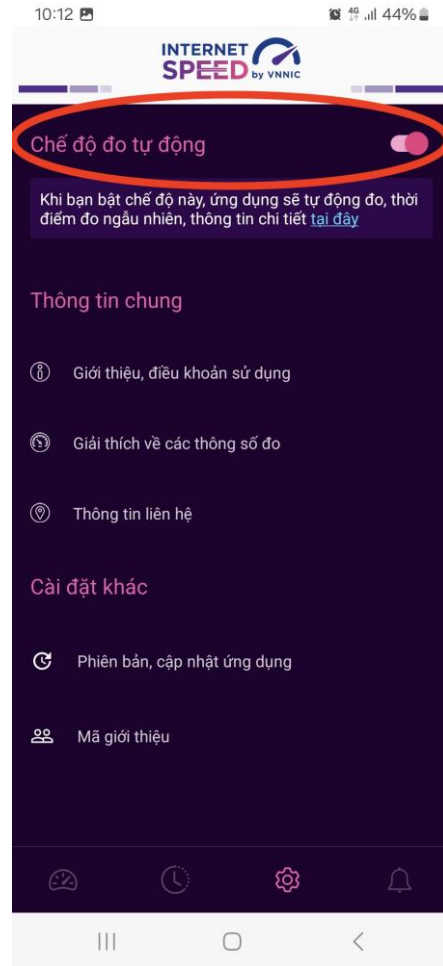 10:12 4G 44%
INTERNET
SPEED by VNNIC
Chế độ đo tự động
Khi bạn bật chế độ này, ứng dụng sẽ tự động đo, thời
điểm đo ngẫu nhiên, thông tin chi tiết tại đây
Thông tin chung
Giới thiệu, điều khoản sử dụng
Giải thích về các thông số đo
Thông tin liên hệ
Cài đặt khác
Phiên bản, cập nhật ứng dụng
Mã giới thiệu